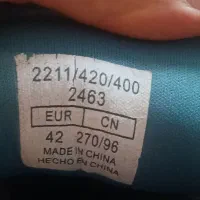 2211/420/400
2463
EUR CN
42 270/96
MADE IN CHINA
HECHO EN CHINA